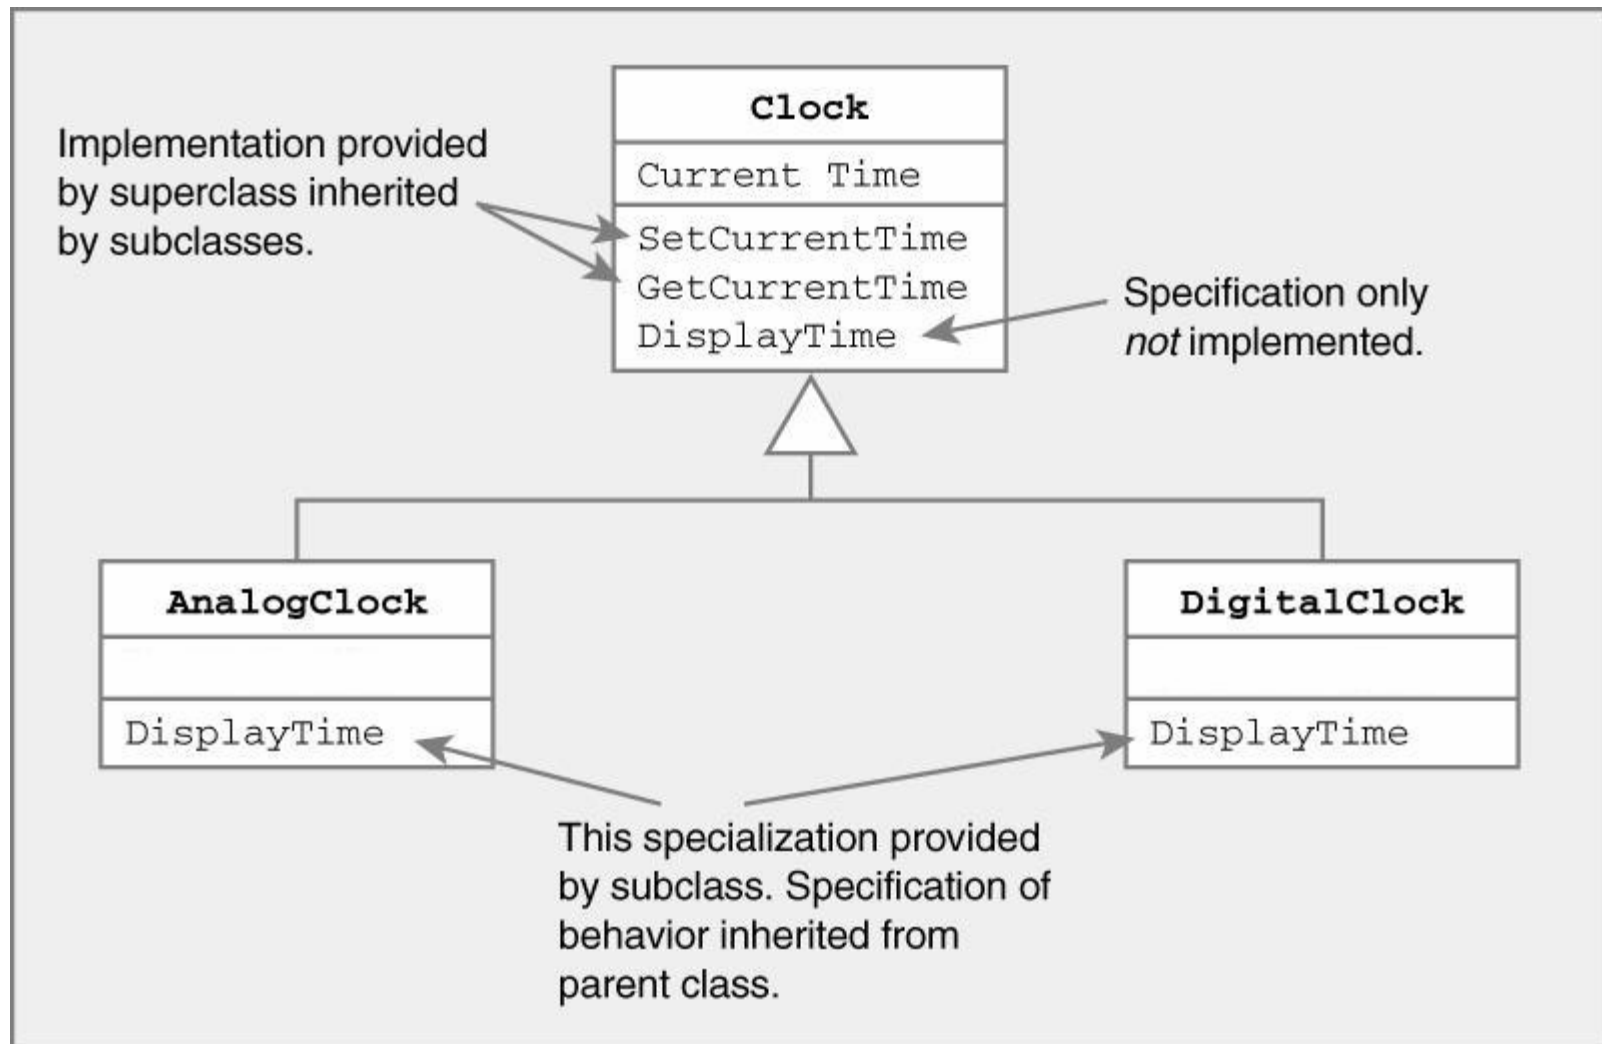 Clock
Current Time
SetCurrentTime
GetCurrentTime
DisplayTime
Implementation provided
by superclass inherited
by subclasses.
Specification only
not implemented.
AnalogClock
DisplayTime
DigitalClock
DisplayTime
This specialization provided
by subclass. Specification of
behavior inherited from
parent class.